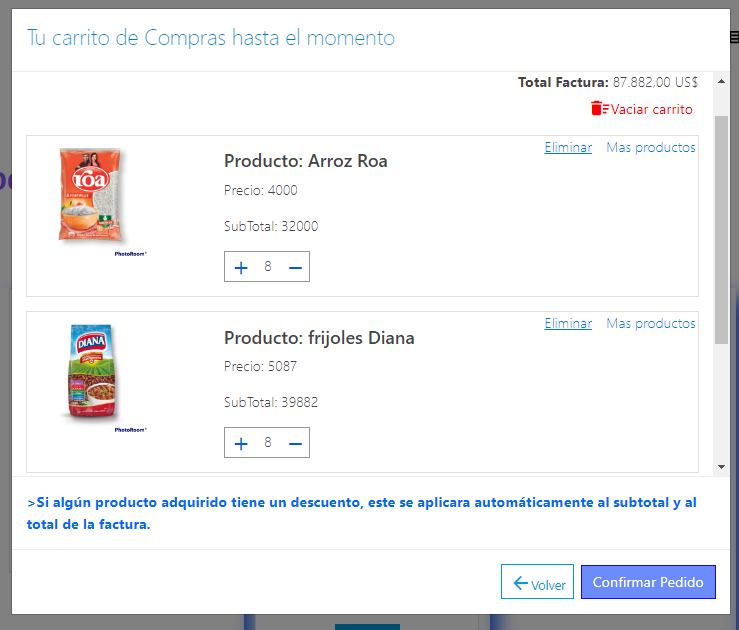 Tu carrito de Compras hasta el momento
Total Factura: 87.882,00 US$
Vaciar carrito
Eliminar Mas productos
Producto: Arroz Roa
Precio: 4000
SubTotal: 32000
+ 8 −
roa
PhotoRoom
Eliminar Mas productos
Producto: frijoles Diana
Precio: 5087
SubTotal: 39882
+ 8 −
DIANA
PhotoRoom
>Si algún producto adquirido tiene un descuento, este se aplicara automáticamente al subtotal y al
total de la factura.
Volver
Confirmar Pedido